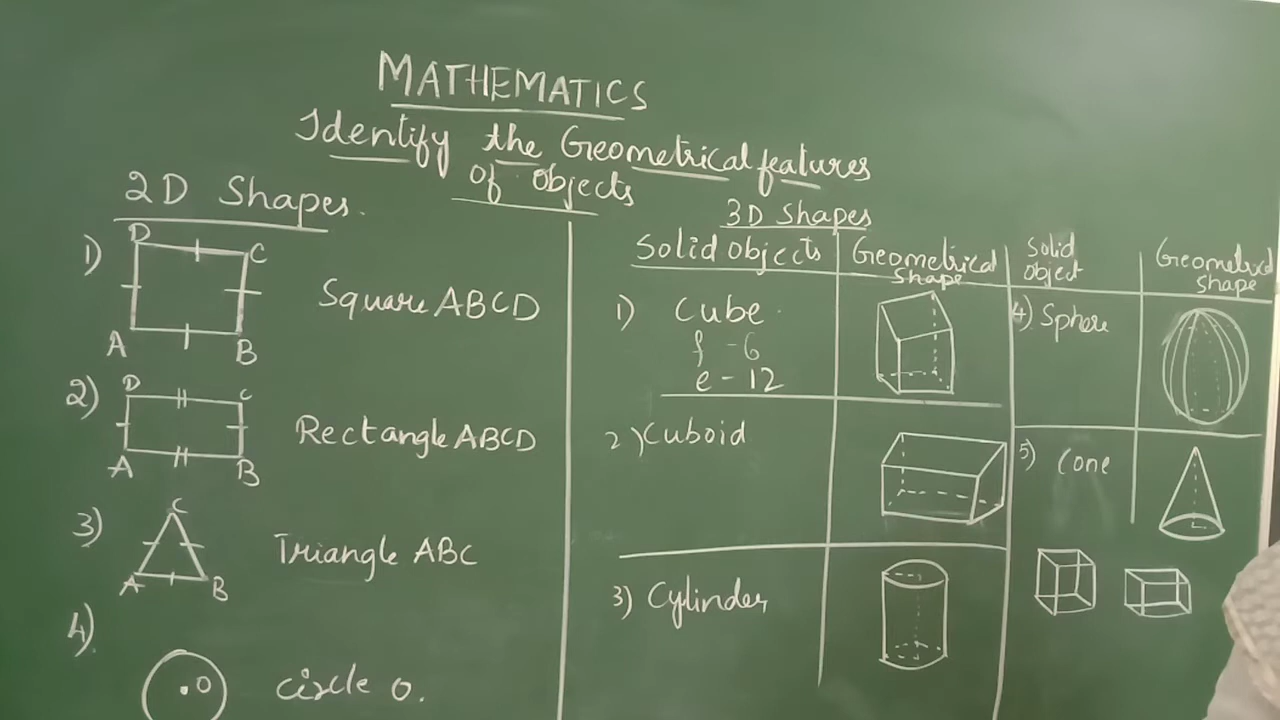 MATHEMATICS
Identify the Geometrical features
of objects
2D Shapes.
1)
D
C
A
B
Square ABCD
2)
D
C
A
B
Rectangle ABCD
3)
C
A
B
Triangle ABC
4)
O
Circle O.
3D Shapes
Solid Objects
Geometrical
Shape
1) Cube
f - 6
e - 12
2) Cuboid
3) Cylinder
Solid
Object
Geometrical
Shape
4) Sphere
5) Cone